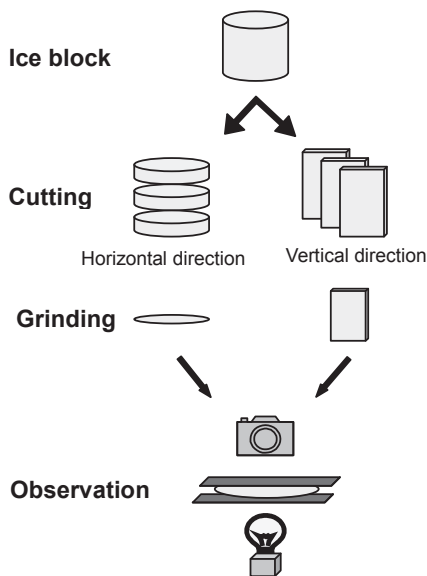 Ice block
Cutting
Horizontal direction
Vertical direction
Grinding
Observation